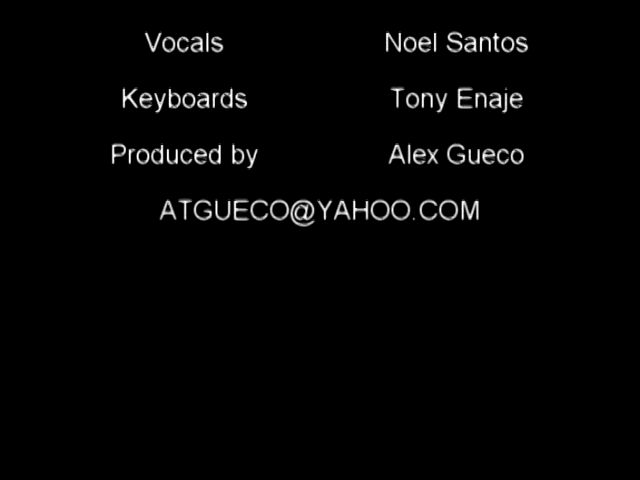 Vocals Noel Santos
Keyboards Tony Enaje
Produced by Alex Gueco
ATGUECO@YAHOO.COM